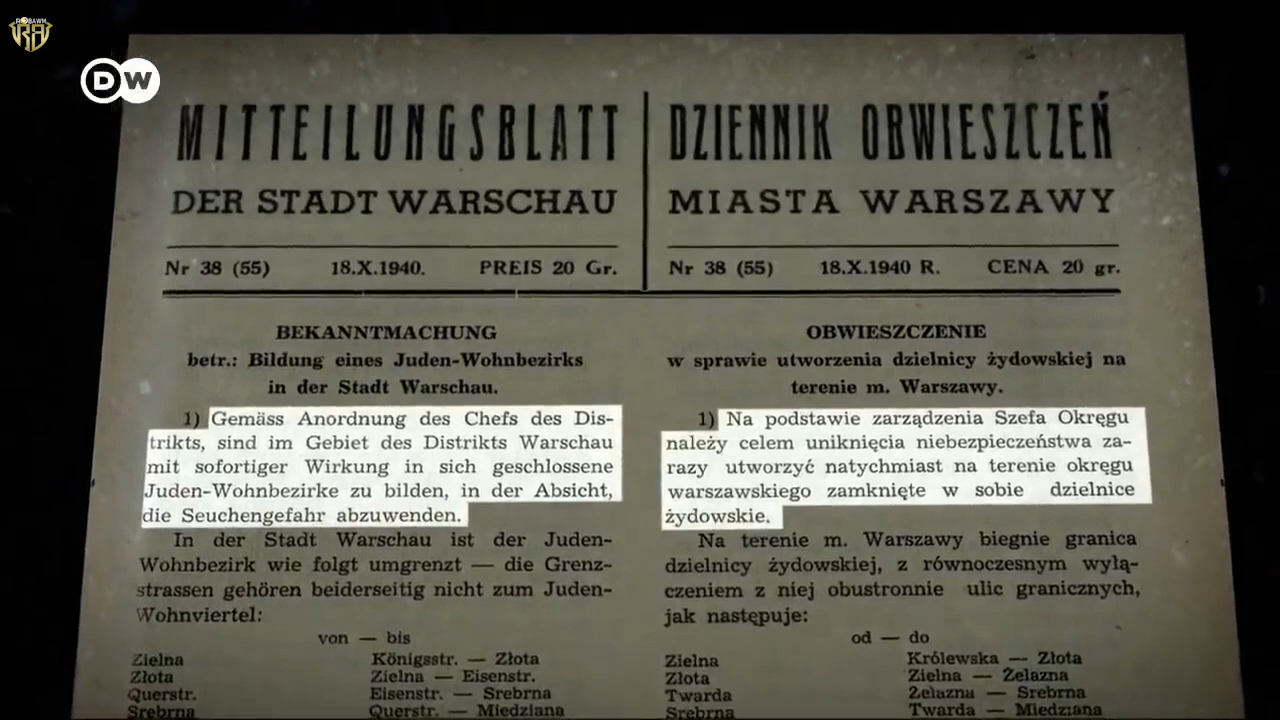 DW
MITTEILUNGSBLATT
DER STADT WARSCHAU
Nr 38 (55) 18.X.1940. PREIS 20 Gr.
BEKANNTMACHUNG
betr.: Bildung eines Juden-Wohnbezirks
in der Stadt Warschau.
1) Gemäss Anordnung des Chefs des Dis-
trikts, sind im Gebiet des Distrikts Warschau
mit sofortiger Wirkung in sich geschlossene
Juden-Wohnbezirke zu bilden, in der Absicht,
die Seuchengefahr abzuwenden.
In der Stadt Warschau ist der Juden-
Wohnbezirk wie folgt umgrenzt — die Grenz-
strassen gehören beiderseitig nicht zum Juden-
Wohnviertel:
von — bis
Zielna Königsstr. — Złota
Złota Zielna — Eisenstr.
Querstr. Eisenstr. — Srebrna
Srebrna Querstr. — Miedziana
DZIENNIK OBWIESZCZEŃ
MIASTA WARSZAWY
Nr 38 (55) 18.X.1940 R. CENA 20 gr.
OBWIESZCZENIE
w sprawie utworzenia dzielnicy żydowskiej na
terenie m. Warszawy.
1) Na podstawie zarządzenia Szefa Okręgu
należy celem uniknięcia niebezpieczeństwa za-
razy utworzyć natychmiast na terenie okręgu
warszawskiego zamknięte w sobie dzielnice
żydowskie.
Na terenie m. Warszawy biegnie granica
dzielnicy żydowskiej, z równoczesnym wyłą-
czeniem z niej obustronnie ulic granicznych,
jak następuje:
od — do
Zielna Królewska — Złota
Złota Zielna — Żelazna
Twarda Żelazna — Srebrna
Srebrna Twarda — Miedziana